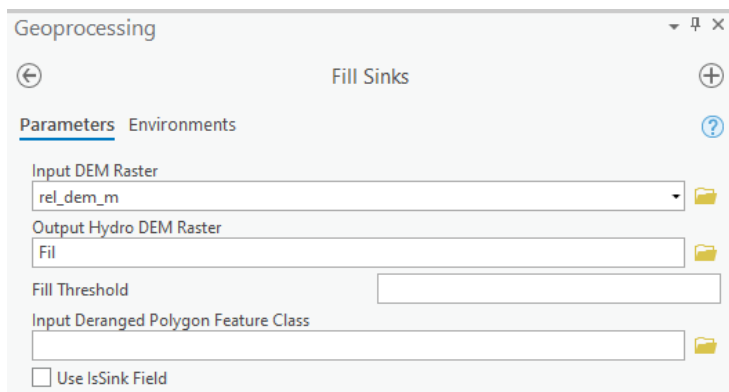 Geoprocessing
Fill Sinks
Parameters Environments
Input DEM Raster
rel_dem_m
Output Hydro DEM Raster
Fil
Fill Threshold
Input Deranged Polygon Feature Class
Use IsSink Field